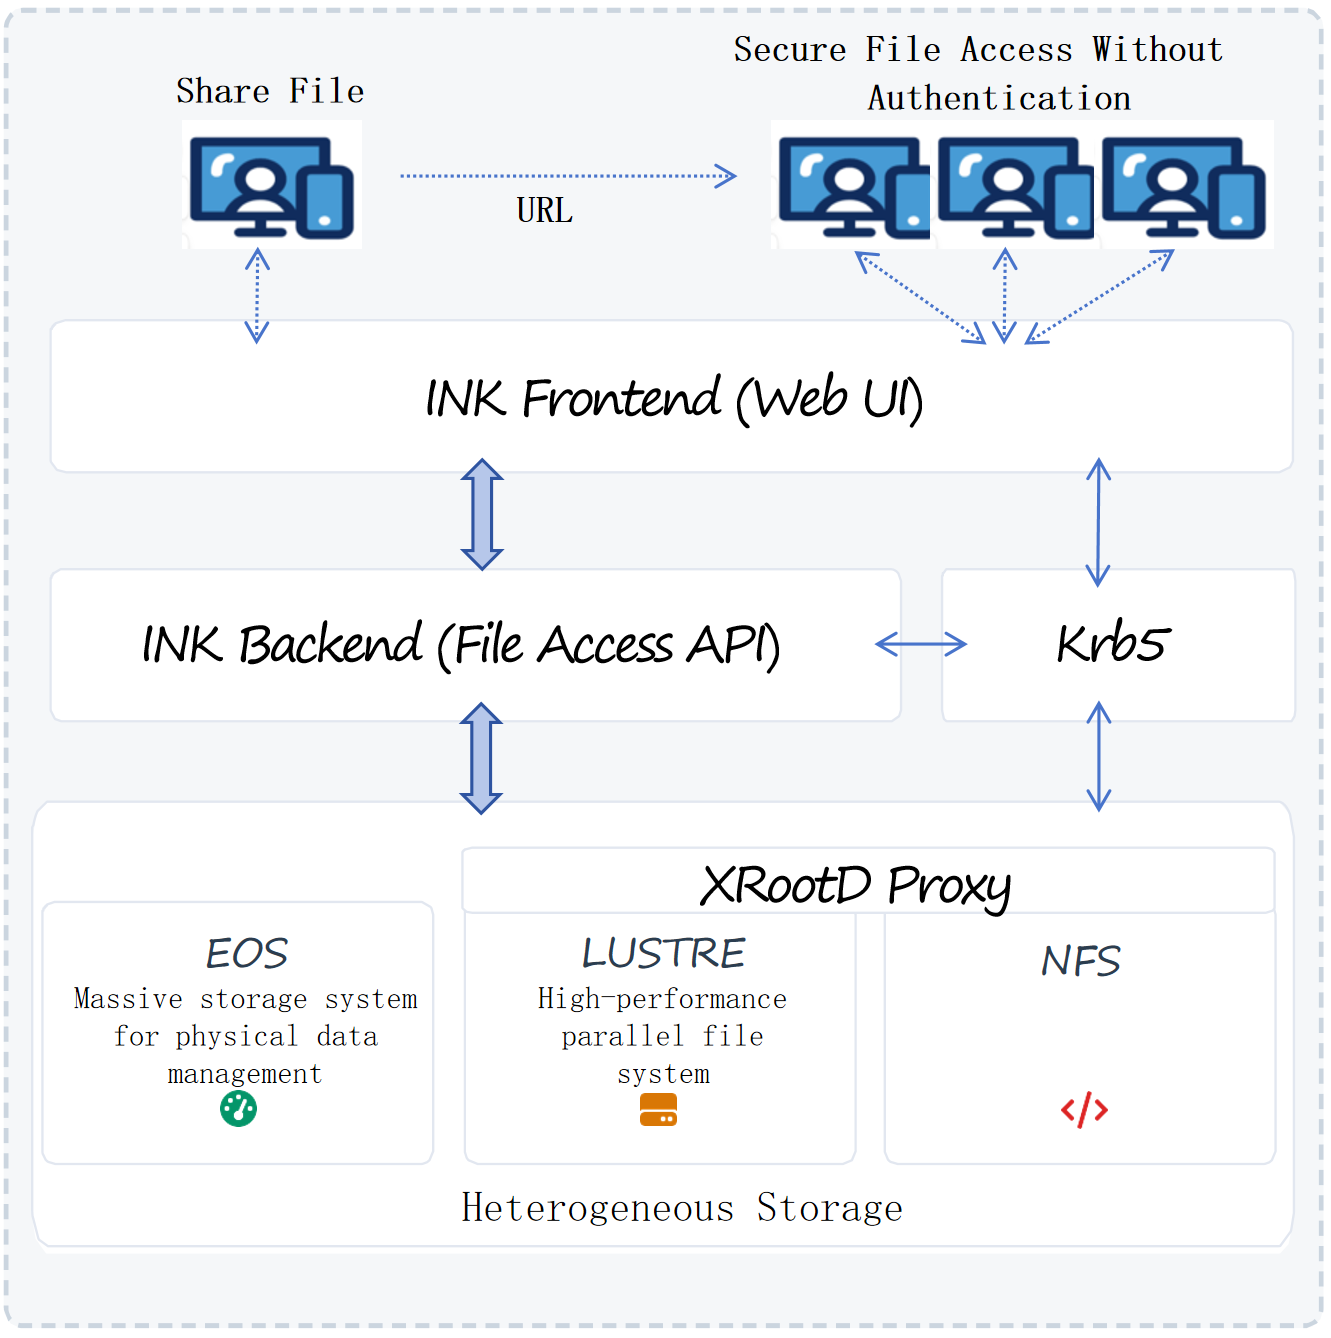 Share File
Secure File Access Without
Authentication
URL
INK Frontend (Web UI)
INK Backend (File Access API)
Krb5
XRootD Proxy
EOS
Massive storage system
for physical data
management
LUSTRE
High-performance
parallel file
system
NFS
</>
Heterogeneous Storage